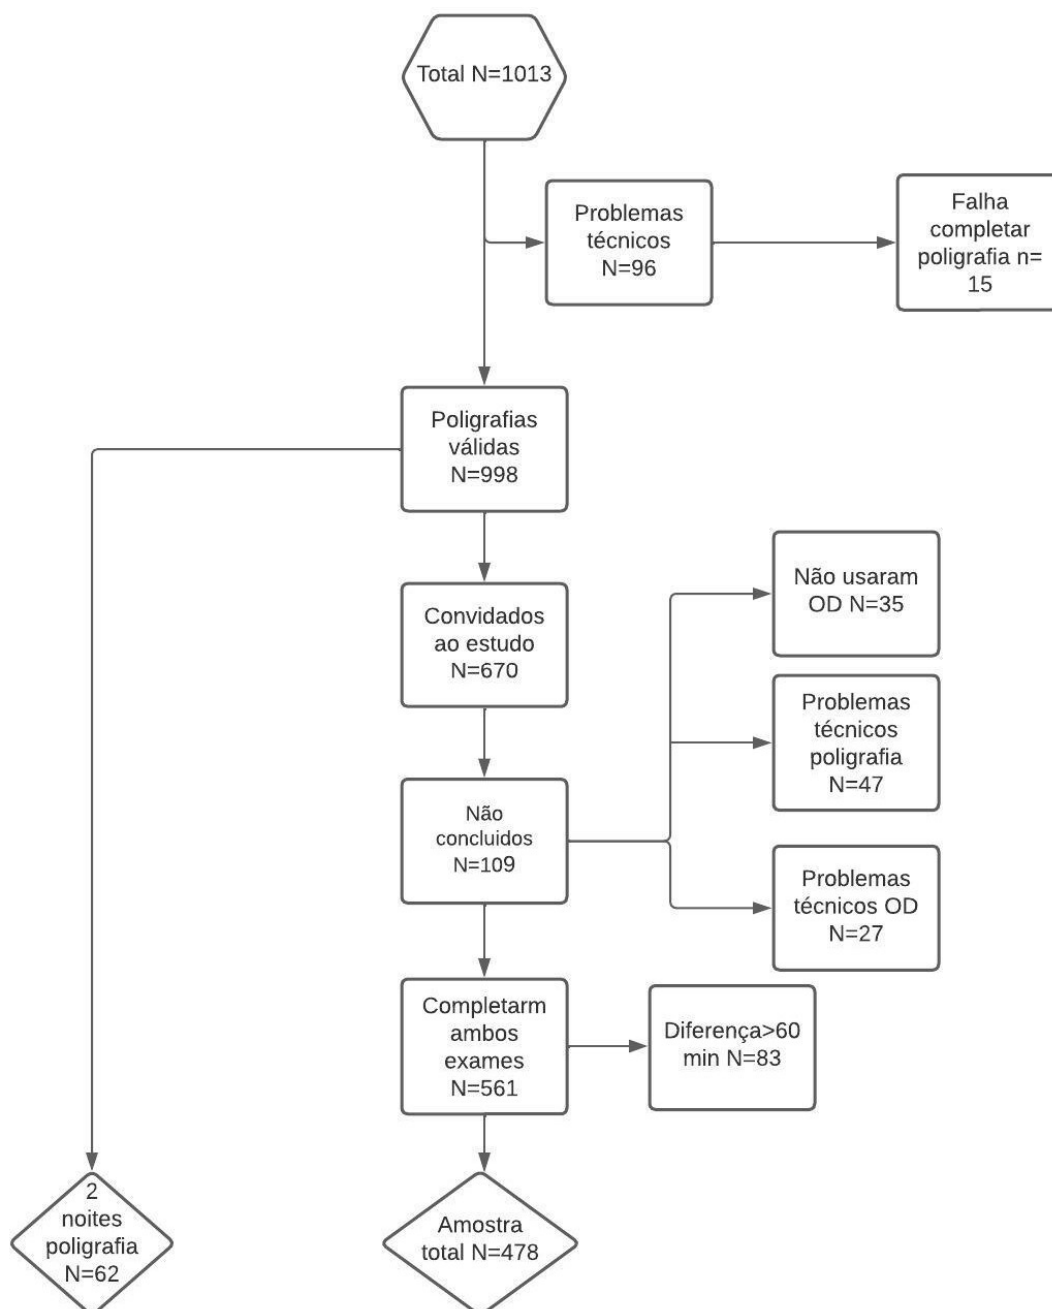 Total N=1013
Problemas
técnicos
N=96
Falha
completar
poligrafia n=
15
Poligrafias
válidas
N=998
Convidados
ao estudo
N=670
Não usaram
OD N=35
Problemas
técnicos
poligrafia
N=47
Não
concluidos
N=109
Problemas
técnicos OD
N=27
Completarm
ambos
exames
N=561
Diferença>60
min N=83
2
noites
poligrafia
N=62
Amostra
total N=478